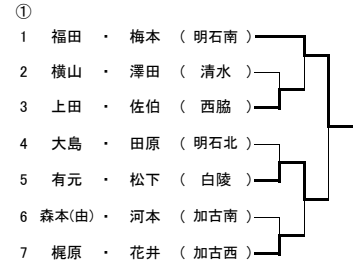 ①
1 福田 ・ 梅本 ( 明石南 )
2 横山 ・ 澤田 ( 清水 )
3 上田 ・ 佐伯 ( 西脇 )
4 大島 ・ 田原 ( 明石北 )
5 有元 ・ 松下 ( 白陵 )
6 森本(由) ・ 河本 ( 加古南 )
7 梶原 ・ 花井 ( 加古西 )